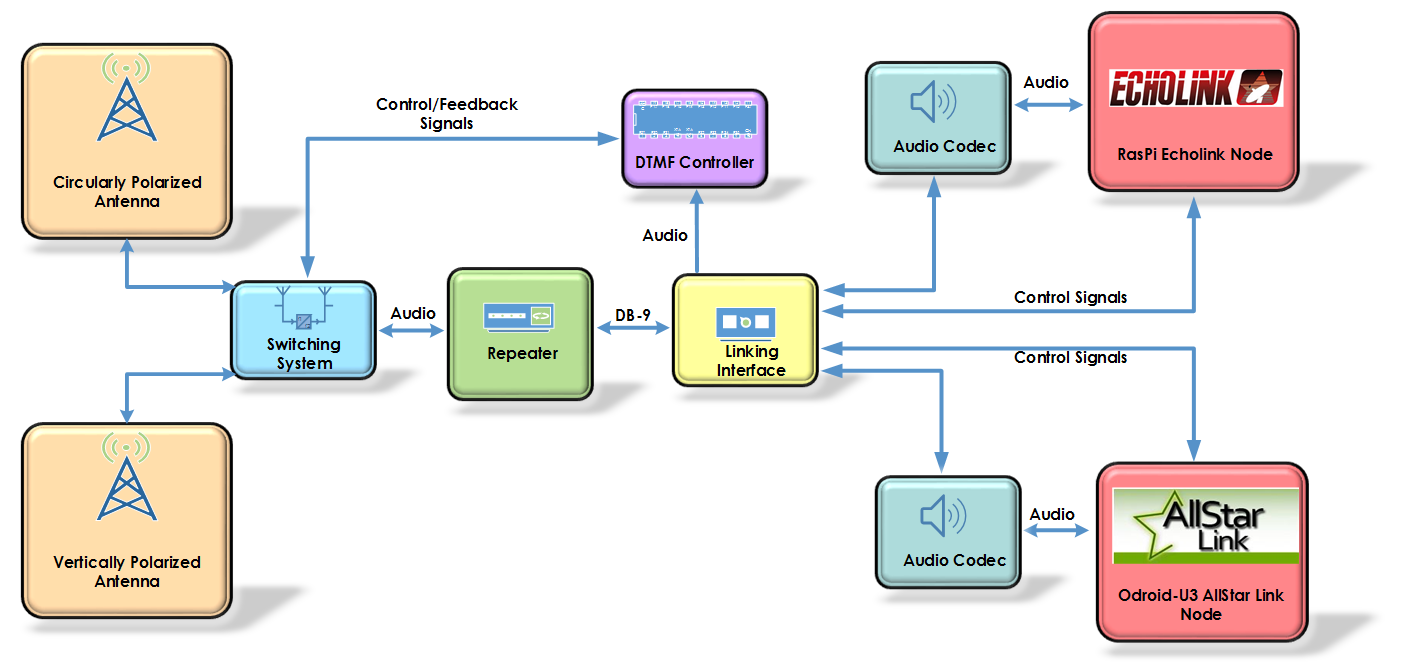 Circularly Polarized
Antenna
Control/Feedback
Signals
DTMF Controller
Audio
Audio Codec
Audio
ECHOLINK
RasPi Echolink Node
Switching
System
Audio
Repeater
DB-9
Linking
Interface
Control Signals
Control Signals
Vertically Polarized
Antenna
Audio Codec
Audio
AllStar
Link
Odroid-U3 AllStar Link
Node